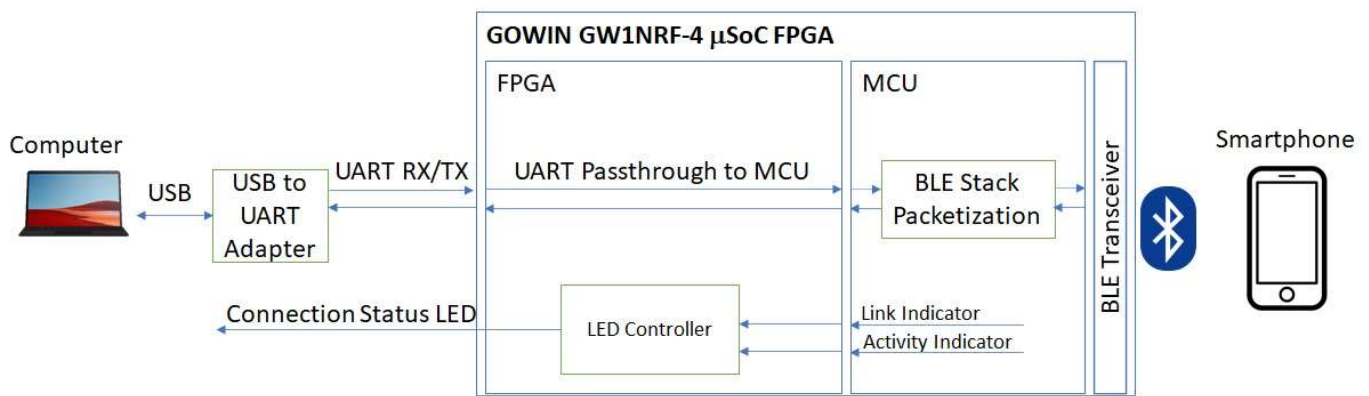 GOWIN GW1NRF-4 μSoC FPGA
FPGA
MCU
Computer
Smartphone
USB
USB to
UART
Adapter
UART RX/TX
UART Passthrough to MCU
BLE Stack
Packetization
BLE Transceiver
Connection Status LED
LED Controller
Link Indicator
Activity Indicator